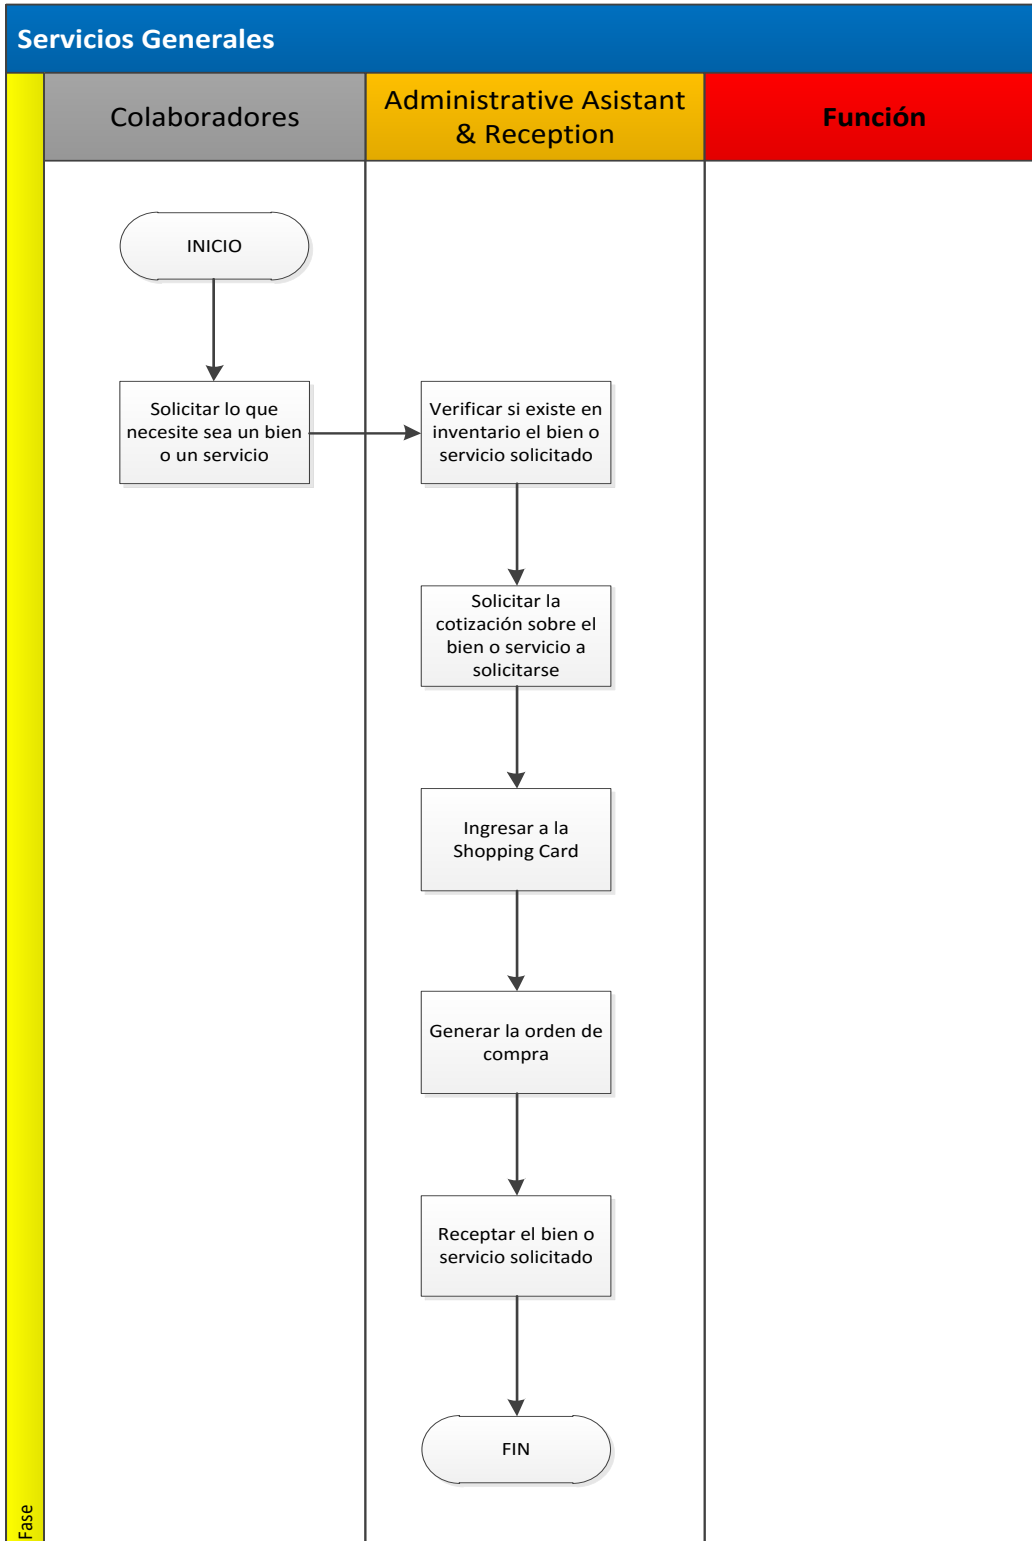 Servicios Generales
Colaboradores
Administrative Asistant
& Reception
Función
INICIO
Solicitar lo que
necesite sea un bien
o un servicio
Verificar si existe en
inventario el bien o
servicio solicitado
Solicitar la
cotización sobre el
bien o servicio a
solicitarse
Ingresar a la
Shopping Card
Generar la orden de
compra
Receptar el bien o
servicio solicitado
FIN
Fase